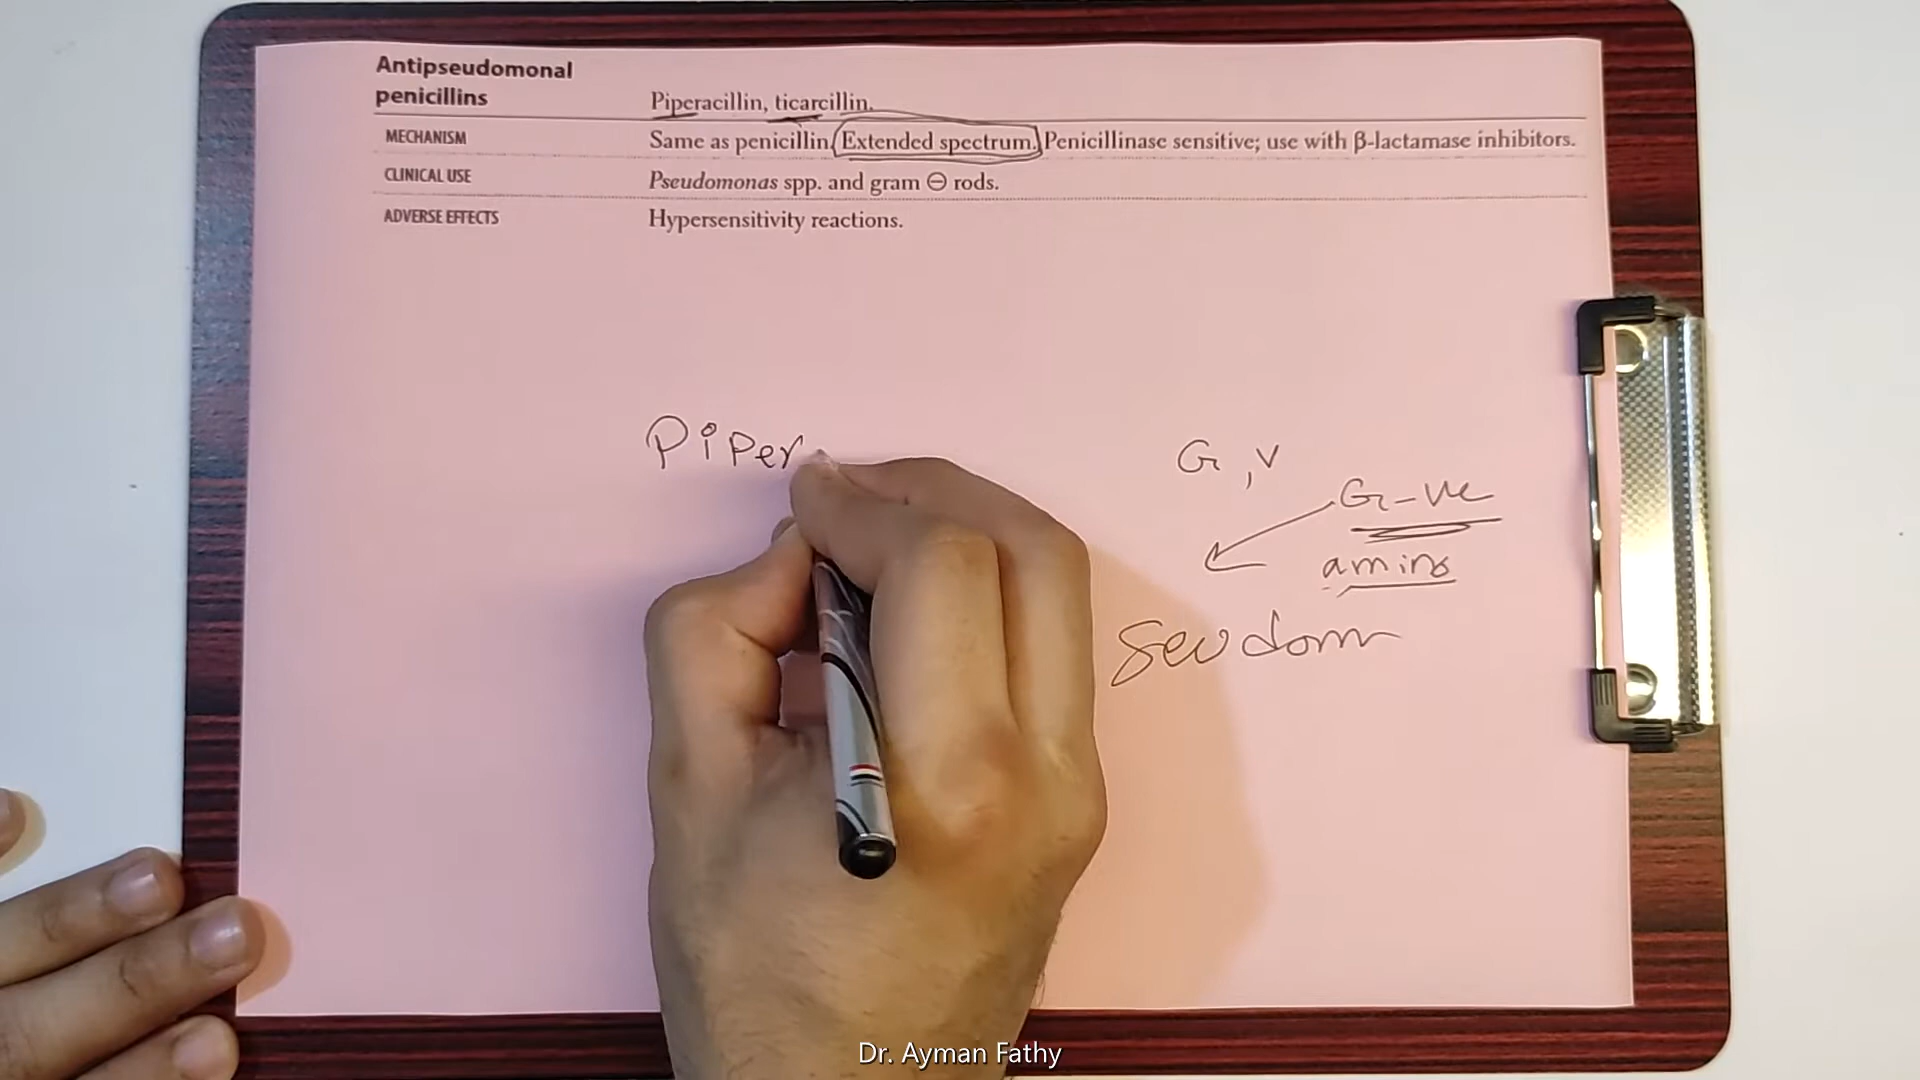 Antipseudomonal
penicillins
Piperacillin, ticarcillin.
MECHANISM
Same as penicillin. Extended spectrum. Penicillinase sensitive; use with β-lactamase inhibitors.
CLINICAL USE
Pseudomonas spp. and gram ⊖ rods.
ADVERSE EFFECTS
Hypersensitivity reactions.
Piper
G, V
G-ve
amino
Seudom
Dr. Ayman Fathy